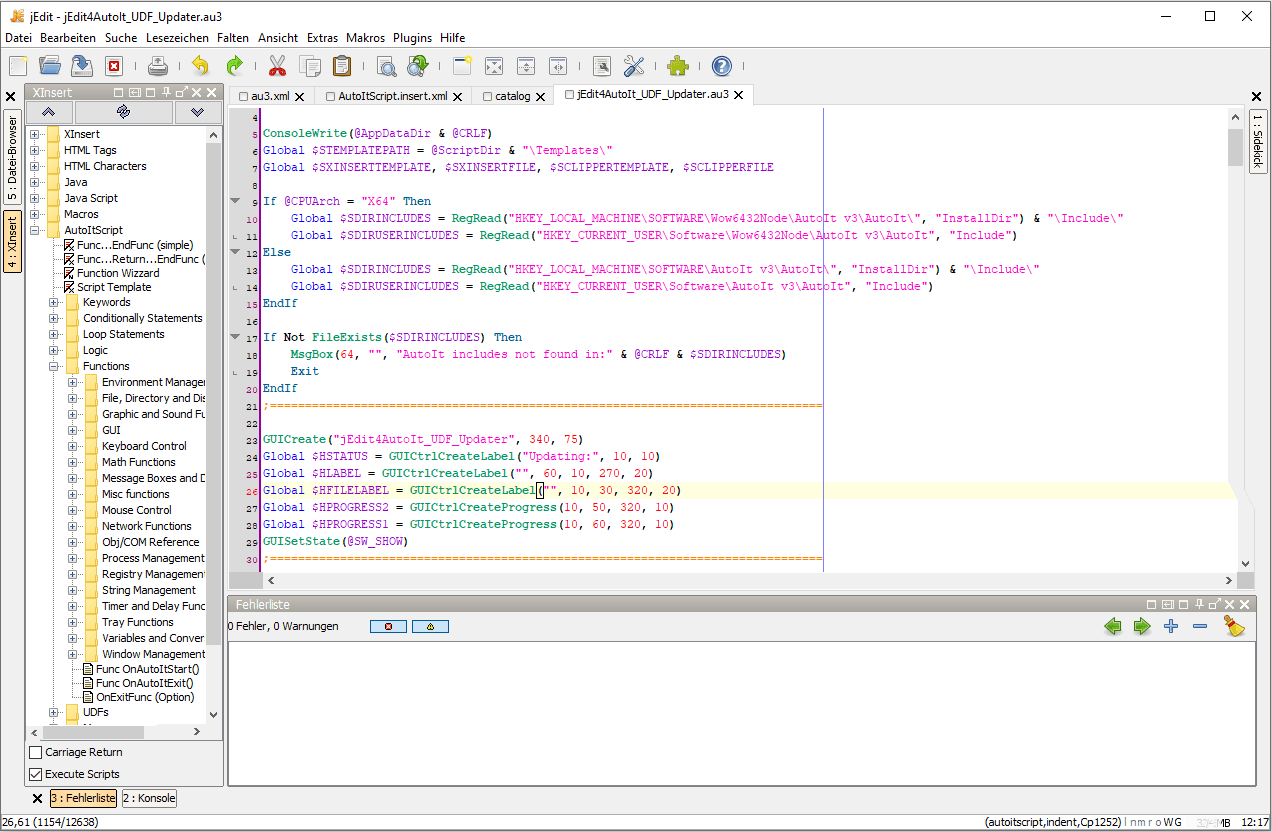 jEdit - jEdit4AutoIt_UDF_Updater.au3
Datei Bearbeiten Suche Lesezeichen Falten Ansicht Extras Makros Plugins Hilfe
XInsert
5 : Datei-Browser
4 : XInsert
XInsert
HTML Tags
HTML Characters
Java
Java Script
Macros
AutoItScript
Func...EndFunc (simple)
Func...Return...EndFunc (
Function Wizzard
Script Template
Keywords
Conditionally Statements
Loop Statements
Logic
Functions
Environment Manager
File, Directory and Dis
Graphic and Sound Fu
GUI
Keyboard Control
Math Functions
Message Boxes and D
Misc functions
Mouse Control
Network Functions
Obj/COM Reference
Process Management
Registry Management
String Management
Timer and Delay Func
Tray Functions
Variables and Conver
Window Management
Func OnAutoItStart()
Func OnAutoItExit()
OnExitFunc (Option)
UDFs
Carriage Return
Execute Scripts
au3.xml AutoItScript.insert.xml catalog jEdit4AutoIt_UDF_Updater.au3
1 : Sidekick
4
5 ConsoleWrite(@AppDataDir & @CRLF)
6 Global $STEMPLATEPATH = @ScriptDir & "\Templates\"
7 Global $SXINSERTTEMPLATE, $SXINSERTFILE, $SCLIPPERTEMPLATE, $SCLIPPERFILE
8
9 If @CPUArch = "X64" Then
10 Global $SDIRINCLUDES = RegRead("HKEY_LOCAL_MACHINE\SOFTWARE\Wow6432Node\AutoIt v3\AutoIt\", "InstallDir") & "\Include\"
11 Global $SDIRUSERINCLUDES = RegRead("HKEY_CURRENT_USER\Software\Wow6432Node\AutoIt v3\AutoIt", "Include")
12 Else
13 Global $SDIRINCLUDES = RegRead("HKEY_LOCAL_MACHINE\SOFTWARE\AutoIt v3\AutoIt\", "InstallDir") & "\Include\"
14 Global $SDIRUSERINCLUDES = RegRead("HKEY_CURRENT_USER\Software\AutoIt v3\AutoIt", "Include")
15 EndIf
16
17 If Not FileExists($SDIRINCLUDES) Then
18 MsgBox(64, "", "AutoIt includes not found in:" & @CRLF & $SDIRINCLUDES)
19 Exit
20 EndIf
21 ;===============================================================================
22
23 GUICreate("jEdit4AutoIt_UDF_Updater", 340, 75)
24 Global $HSTATUS = GUICtrlCreateLabel("Updating:", 10, 10)
25 Global $HLABEL = GUICtrlCreateLabel("", 60, 10, 270, 20)
26 Global $HFILELABEL = GUICtrlCreateLabel("", 10, 30, 320, 20)
27 Global $HPROGRESS2 = GUICtrlCreateProgress(10, 50, 320, 10)
28 Global $HPROGRESS1 = GUICtrlCreateProgress(10, 60, 320, 10)
29 GUISetState(@SW_SHOW)
30 ;===============================================================================
Fehlerliste
0 Fehler, 0 Warnungen
3 : Fehlerliste 2 : Konsole
26,61 (1154/12638) (autoitscript,indent,Cp1252) l n m r o WG MB 12:17